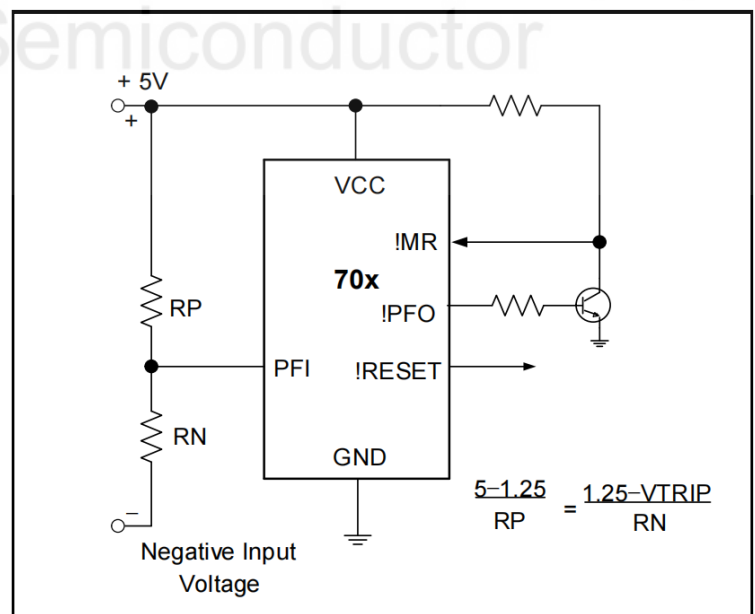 Semiconductor
+ 5V
+
VCC
!MR
70x
RP
!PFO
PFI
!RESET
RN
GND
5−1.25
RP
=
1.25−VTRIP
RN
−
Negative Input
Voltage